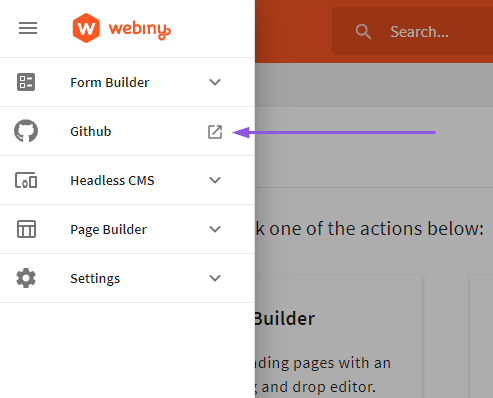 webiny
Search...
Form Builder
Github
Headless CMS
Page Builder
k one of the actions below:
Settings
Builder
ding pages with an
and drop editor.